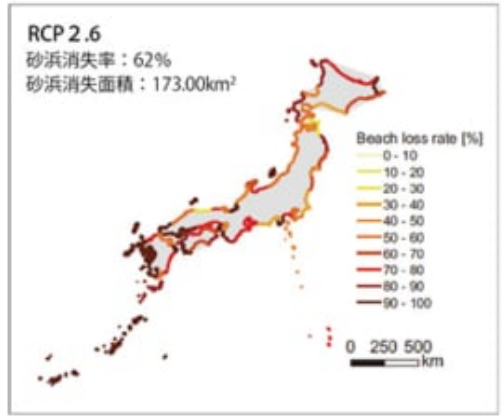 RCP 2.6
砂浜消失率：62%
砂浜消失面積：173.00km²
Beach loss rate [%]
0 - 10
10 - 20
20 - 30
30 - 40
40 - 50
50 - 60
60 - 70
70 - 80
80 - 90
90 - 100
0 250 500
km